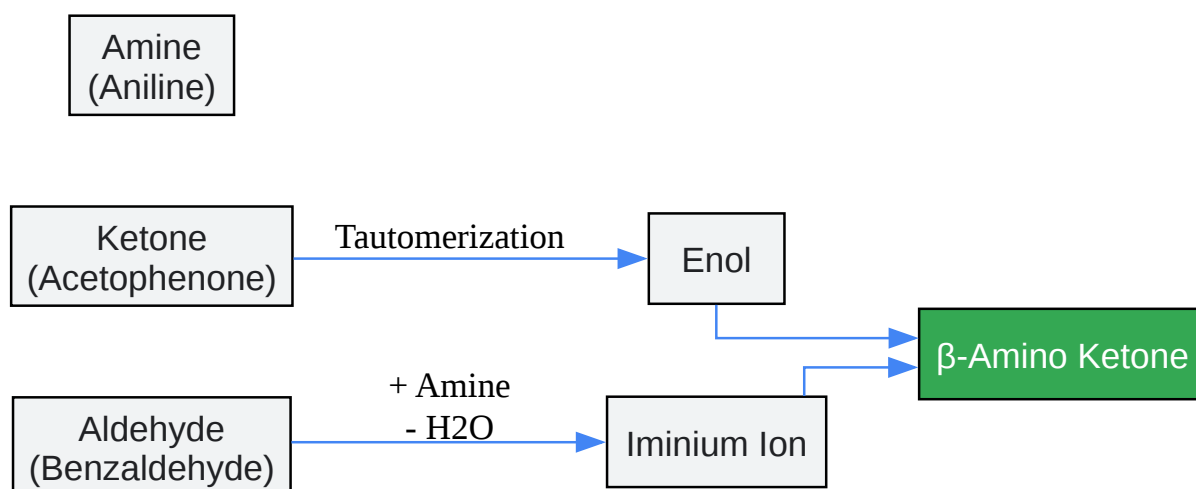 Amine
(Aniline)
Ketone
(Acetophenone)
Tautomerization
Enol
β-Amino Ketone
+ Amine
- H2O
Aldehyde
(Benzaldehyde)
Iminium Ion